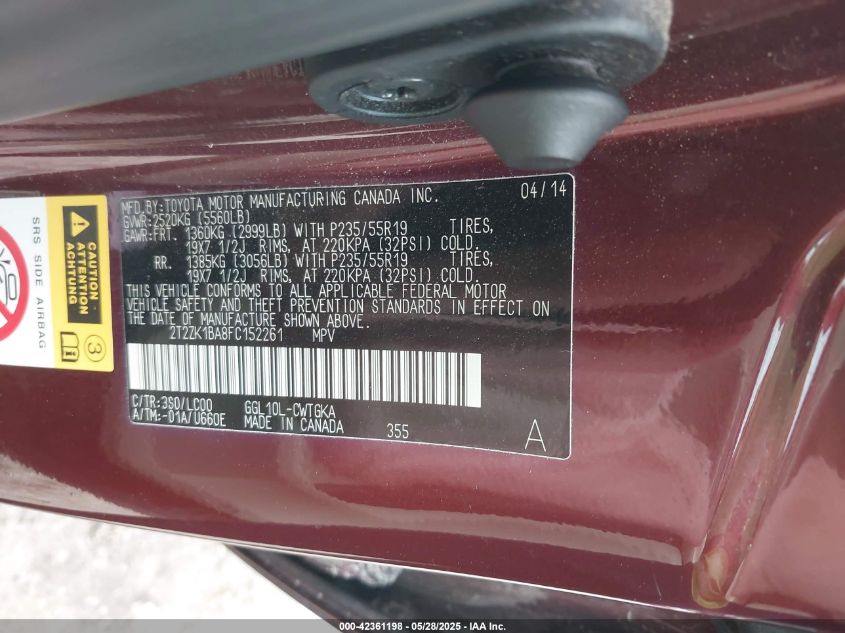 MFD.BY:TOYOTA MOTOR MANUFACTURING CANADA INC. 04/14
GVWR:2520KG (5560LB)
GAWR:FRT. 1360KG (2999LB) WITH P235/55R19 TIRES,
19X7 1/2J RIMS, AT 220KPA (32PSI) COLD.
RR. 1385KG (3056LB) WITH P235/55R19 TIRES,
19X7 1/2J RIMS, AT 220KPA (32PSI) COLD.
THIS VEHICLE CONFORMS TO ALL APPLICABLE FEDERAL MOTOR
VEHICLE SAFETY AND THEFT PREVENTION STANDARDS IN EFFECT ON
THE DATE OF MANUFACTURE SHOWN ABOVE.
2T2ZK1BA8FC152261 MPV
C/TR:3S0/LC00 GGL10L-CWTGKA
A/TM:-01A/U660E MADE IN CANADA 355 A
SRS SIDE AIRBAG
CAUTION
ATTENTION
ACHTUNG
3
000-42361198 - 05/28/2025 - IAA Inc.